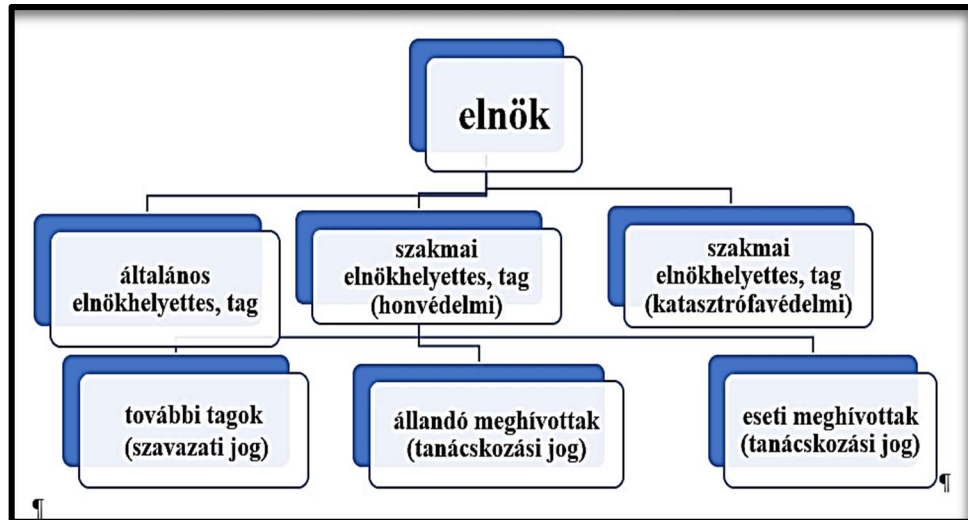 elnök
általános
elnökhelyettes, tag
szakmai
elnökhelyettes, tag
(honvédelmi)
szakmai
elnökhelyettes, tag
(katasztrófavédelmi)
további tagok
(szavazati jog)
állandó meghívottak
(tanácskozási jog)
eseti meghívottak
(tanácskozási jog)
¶
¶